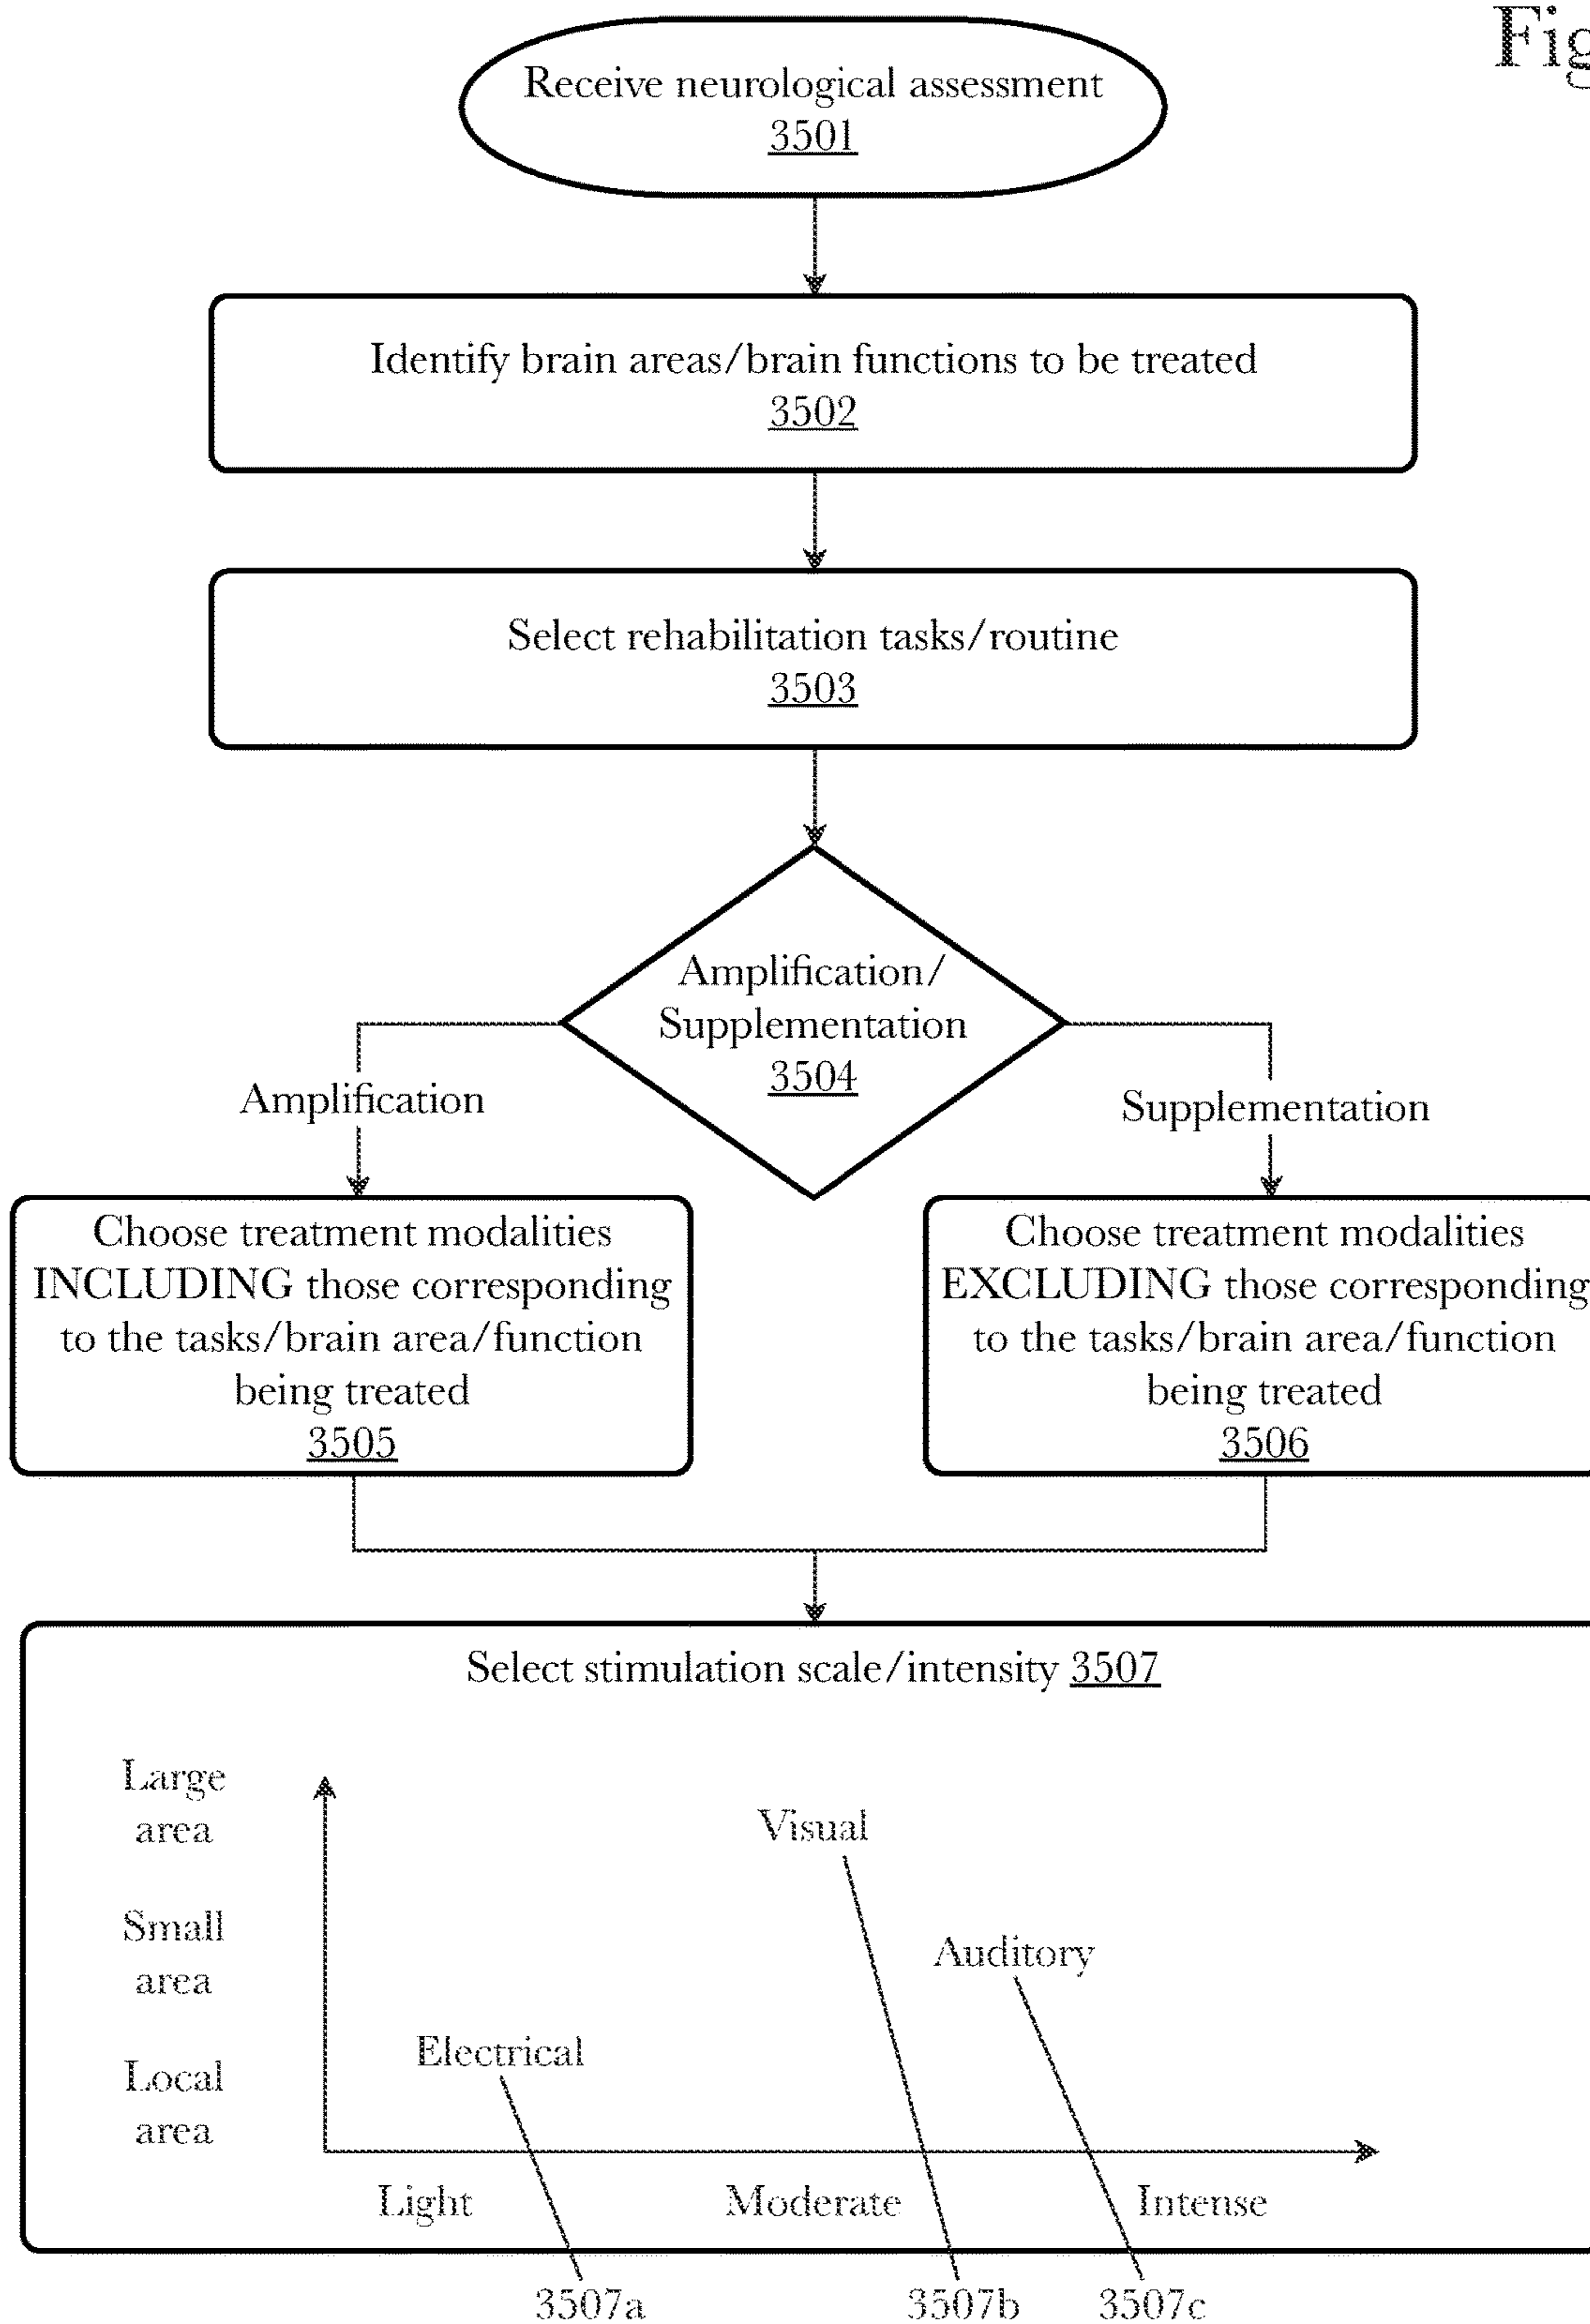 Fig
Receive neurological assessment
3501
Identify brain areas/brain functions to be treated
3502
Select rehabilitation tasks/routine
3503
Amplification/
Supplementation
3504
Amplification
Supplementation
Choose treatment modalities
INCLUDING those corresponding
to the tasks/brain area/function
being treated
3505
Choose treatment modalities
EXCLUDING those corresponding
to the tasks/brain area/function
being treated
3506
Select stimulation scale/intensity 3507
Large
area
Visual
Small
area
Auditory
Electrical
Local
area
Light
Moderate
Intense
3507a
3507b
3507c